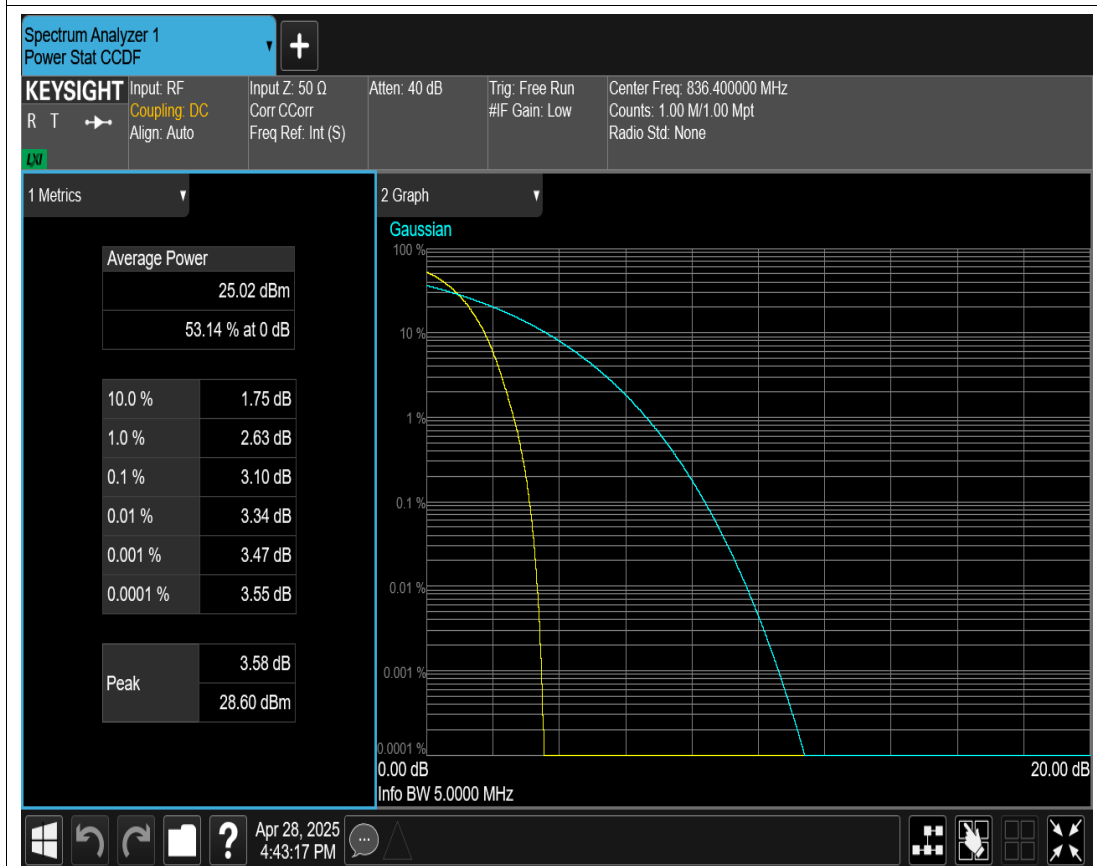 Spectrum Analyzer 1
Power Stat CCDF
+
KEYSIGHT
R T
LXI
Input: RF
Coupling: DC
Align: Auto
Input Z: 50 Ω
Corr CCorr
Freq Ref: Int (S)
Atten: 40 dB
Trig: Free Run
#IF Gain: Low
Center Freq: 836.400000 MHz
Counts: 1.00 M/1.00 Mpt
Radio Std: None
1 Metrics
Average Power
25.02 dBm
53.14 % at 0 dB
10.0 % 1.75 dB
1.0 % 2.63 dB
0.1 % 3.10 dB
0.01 % 3.34 dB
0.001 % 3.47 dB
0.0001 % 3.55 dB
Peak
3.58 dB
28.60 dBm
2 Graph
Gaussian
100 %
10 %
1 %
0.1 %
0.01 %
0.001 %
0.0001 %
0.00 dB 20.00 dB
Info BW 5.0000 MHz
?
Apr 28, 2025
4:43:17 PM